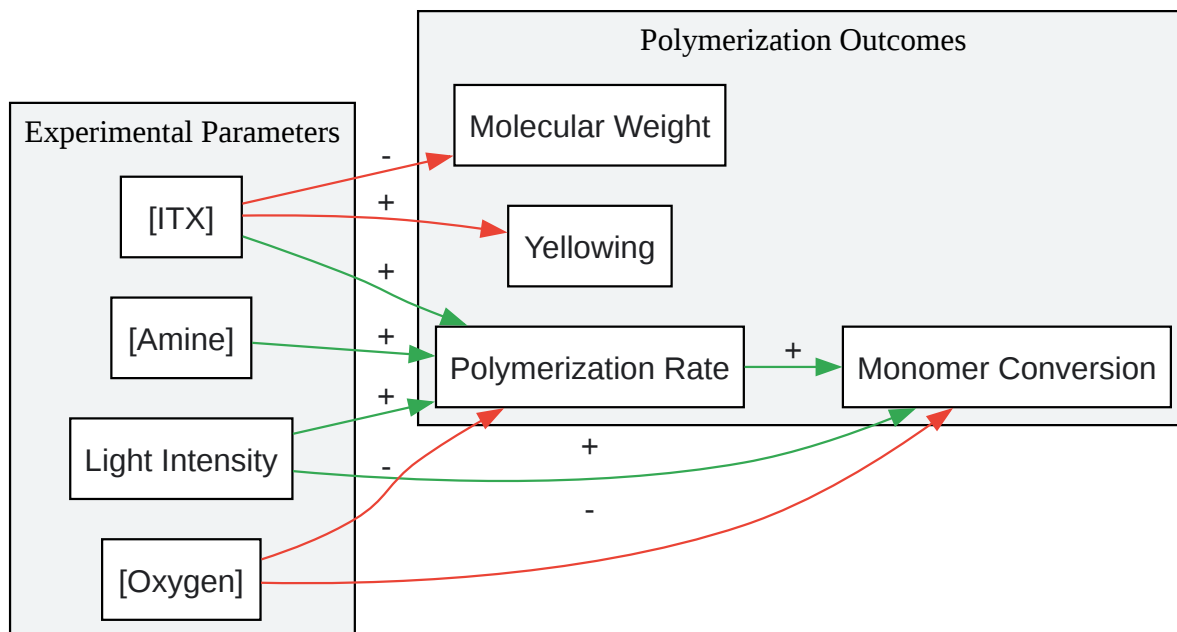 Polymerization Outcomes
Experimental Parameters
Molecular Weight
-
[ITX]
+
Yellowing
+
[Amine]
+
Polymerization Rate
+
Monomer Conversion
+
Light Intensity
-
+
-
[Oxygen]